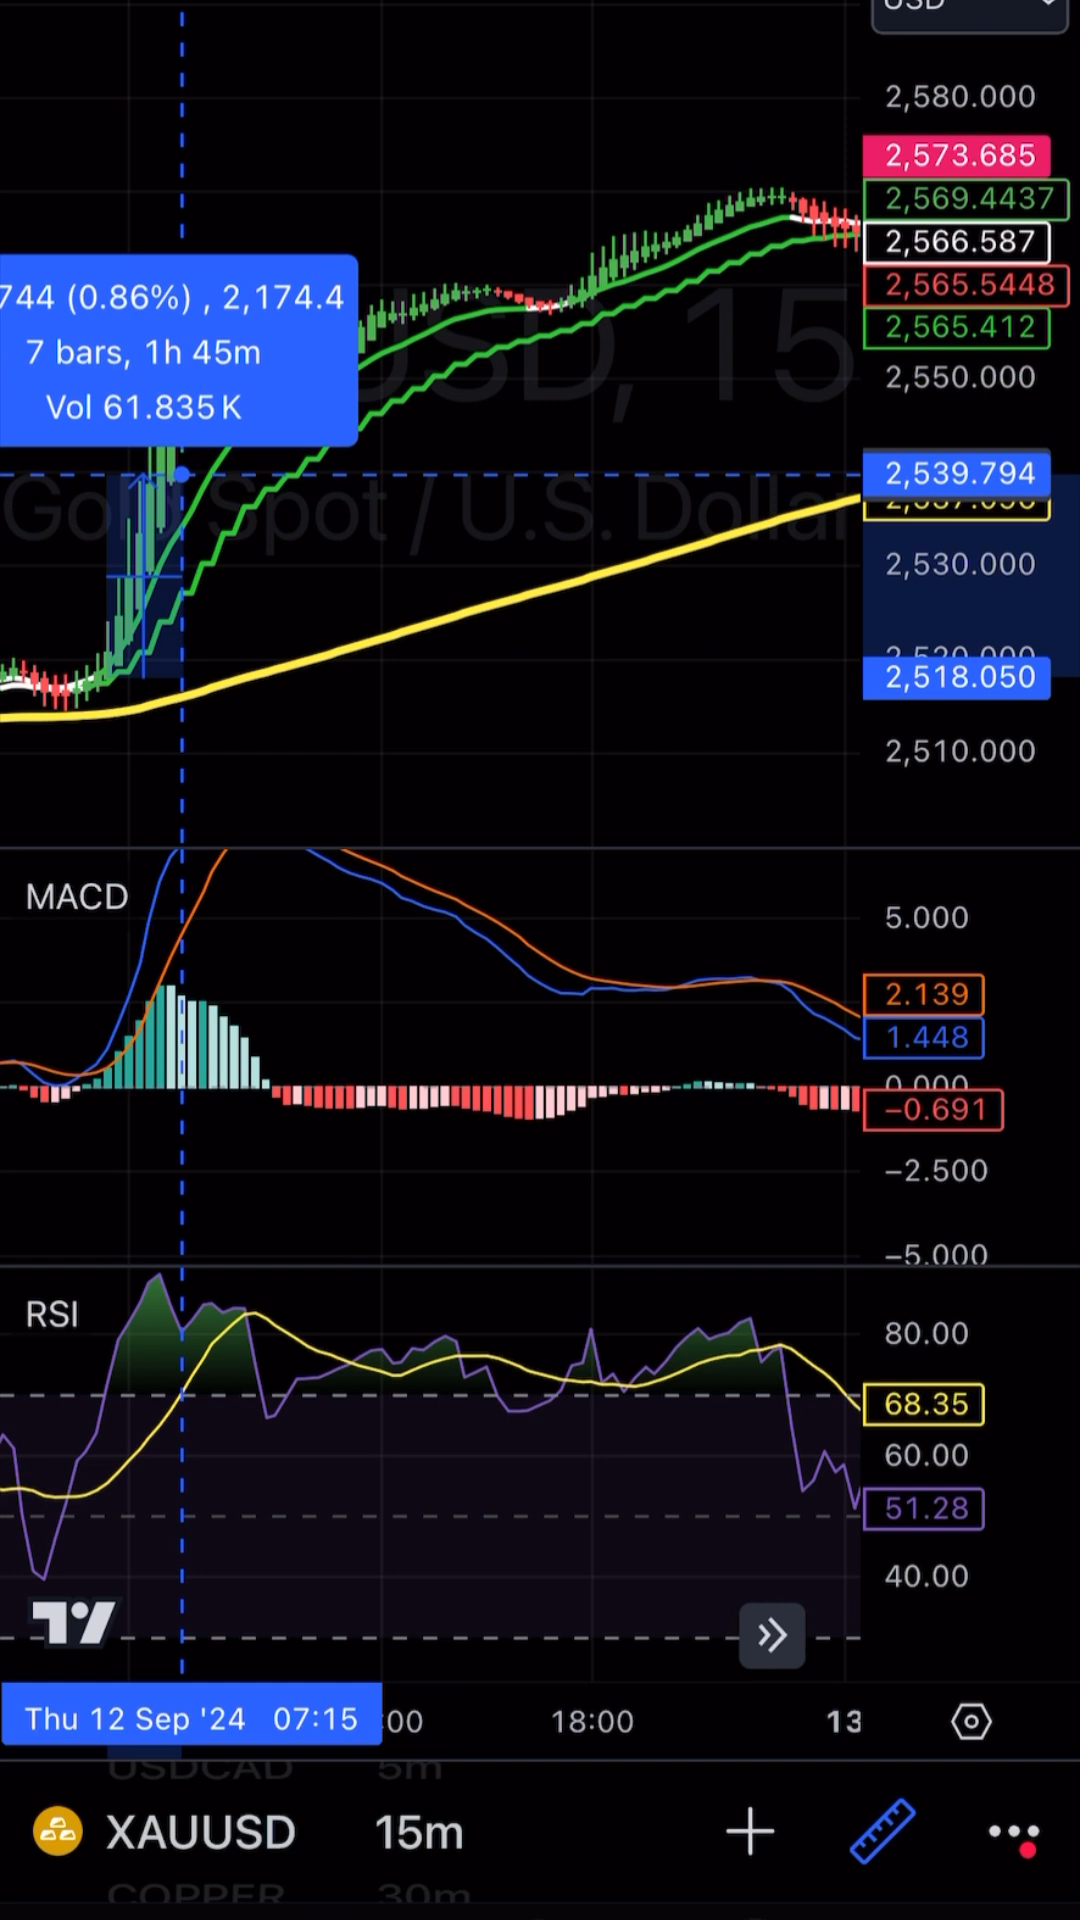 USD
2,580.000
2,573.685
2,569.4437
2,566.587
2,565.5448
2,565.412
2,550.000
744 (0.86%) , 2,174.4
7 bars, 1h 45m
Vol 61.835 K
USD, 15
Gold Spot / U.S. Dollar
2,539.794
2,530.000
2,520.000
2,518.050
2,510.000
MACD
5.000
2.139
1.448
0.000
−0.691
−2.500
−5.000
RSI
80.00
68.35
60.00
51.28
40.00
Thu 12 Sep '24 07:15
:00
18:00
13
USDCAD 5m
XAUUSD 15m
COPPER 30m